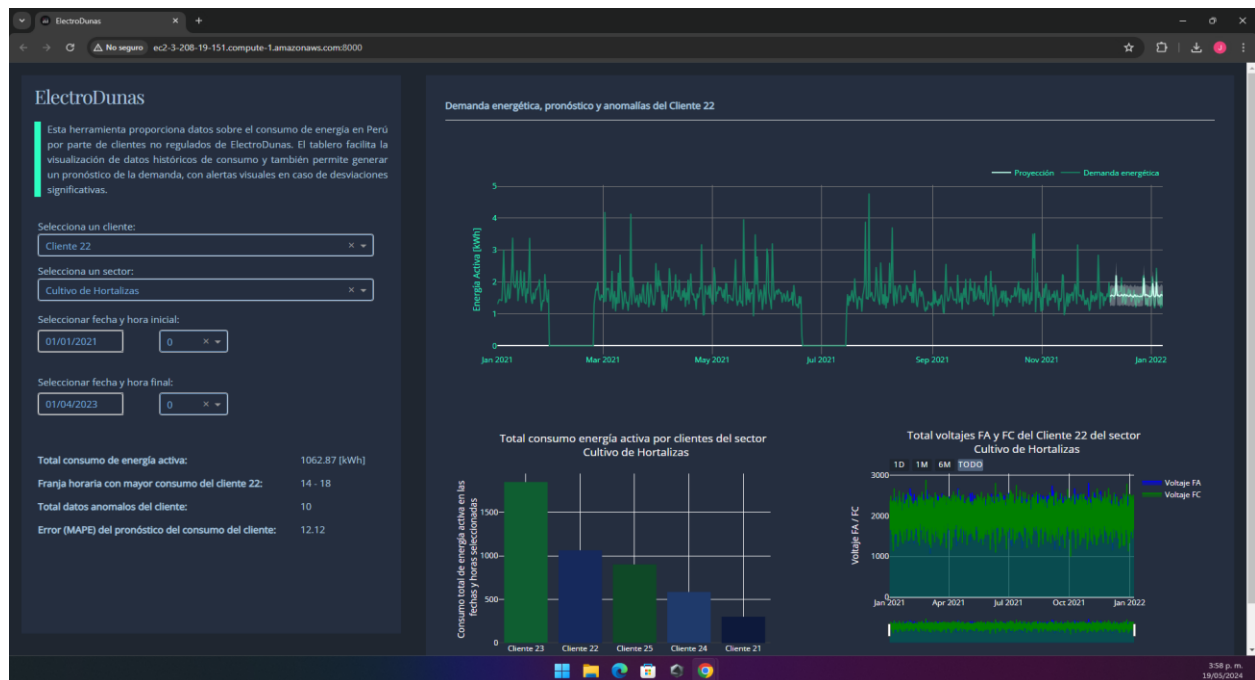 ElectroDunas
No seguro ec2-3-208-19-151.compute-1.amazonaws.com:8000
J
ElectroDunas
Esta herramienta proporciona datos sobre el consumo de energía en Perú
por parte de clientes no regulados de ElectroDunas. El tablero facilita la
visualización de datos históricos de consumo y también permite generar
un pronóstico de la demanda, con alertas visuales en caso de desviaciones
significativas.
Selecciona un cliente:
Cliente 22
Selecciona un sector:
Cultivo de Hortalizas
Seleccionar fecha y hora inicial:
01/01/2021 0
Seleccionar fecha y hora final:
01/04/2023 0
Total consumo de energía activa: 1062.87 [kWh]
Franja horaria con mayor consumo del cliente 22: 14 - 18
Total datos anomalos del cliente: 10
Error (MAPE) del pronóstico del consumo del cliente: 12.12
Demanda energética, pronóstico y anomalías del Cliente 22
Proyección Demanda energética
5
4
3
2
1
0
Energía Activa [kWh]
Jan 2021 Mar 2021 May 2021 Jul 2021 Sep 2021 Nov 2021 Jan 2022
Total consumo energía activa por clientes del sector
Cultivo de Hortalizas
Consumo total de energía activa en las
fechas y horas seleccionadas
1500
1000
500
0
Cliente 23 Cliente 22 Cliente 25 Cliente 24 Cliente 21
Total voltajes FA y FC del Cliente 22 del sector
Cultivo de Hortalizas
1D 1M 6M TODO
Voltaje FA
Voltaje FC
Voltaje FA / FC
3000
2000
1000
0
Jan 2021 Apr 2021 Jul 2021 Oct 2021 Jan 2022
3:58 p. m.
19/05/2024